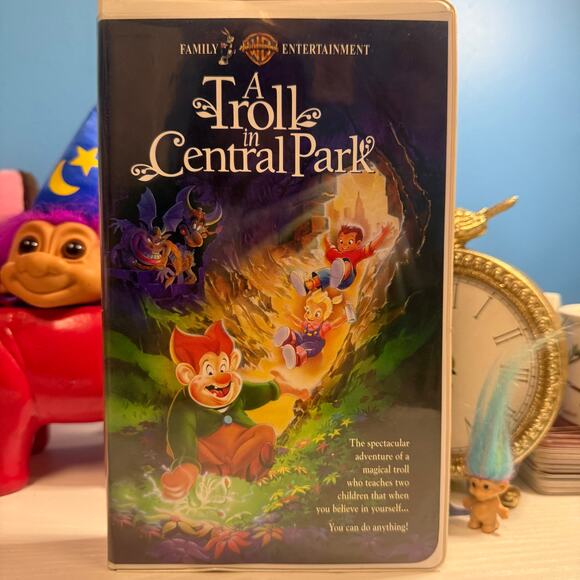 FAMILY ENTERTAINMENT
A
Troll
in
Central Park
The spectacular
adventure of a
magical troll
who teaches two
children that when
you believe in yourself...
You can do anything!